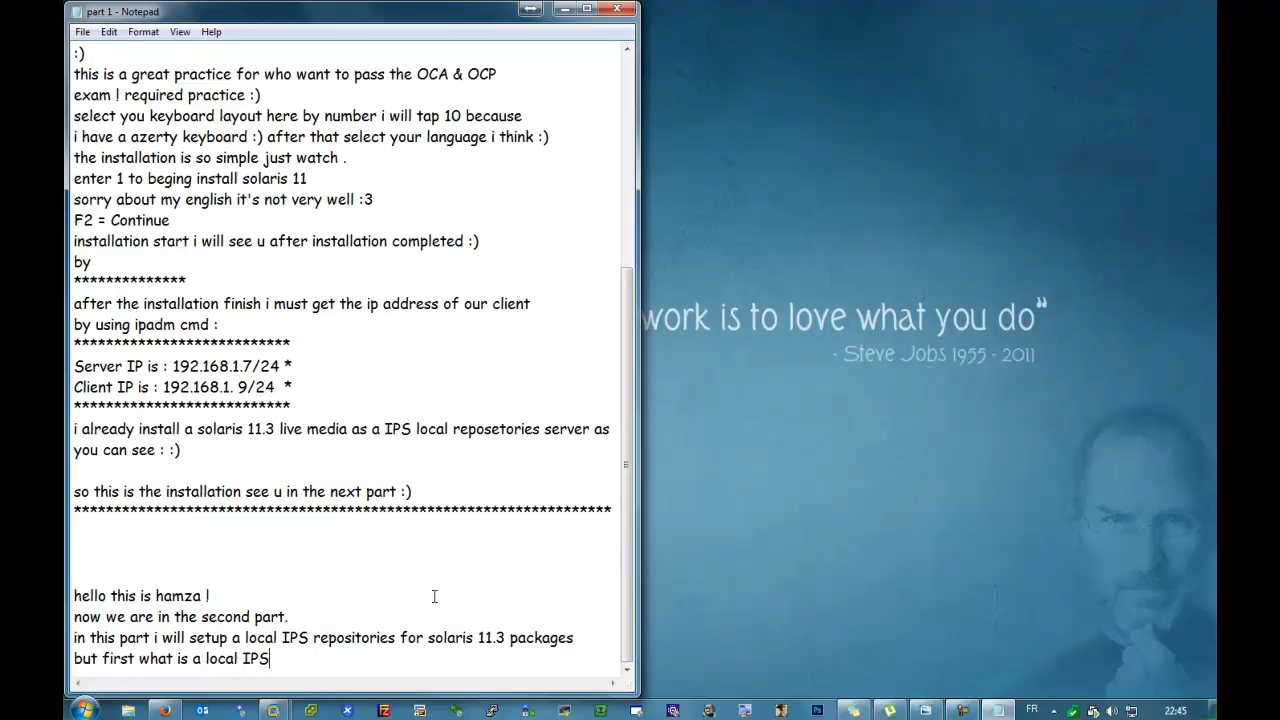 part 1 - Notepad
File Edit Format View Help
:)
this is a great practice for who want to pass the OCA & OCP
exam ! required practice :)
select you keyboard layout here by number i will tap 10 because
i have a azerty keyboard :) after that select your language i think :)
the installation is so simple just watch .
enter 1 to beging install solaris 11
sorry about my english it's not very well :3
F2 = Continue
installation start i will see u after installation completed :)
by
**************
after the installation finish i must get the ip address of our client
by using ipadm cmd :
***************************
Server IP is : 192.168.1.7/24 *
Client IP is : 192.168.1. 9/24 *
***************************
i already install a solaris 11.3 live media as a IPS local reposetories server as
you can see : :)
so this is the installation see u in the next part :)
*******************************************************************
hello this is hamza !
now we are in the second part.
in this part i will setup a local IPS repositories for solaris 11.3 packages
but first what is a local IPS
work is to love what you do"
- Steve Jobs 1955 - 2011
FR
22:45